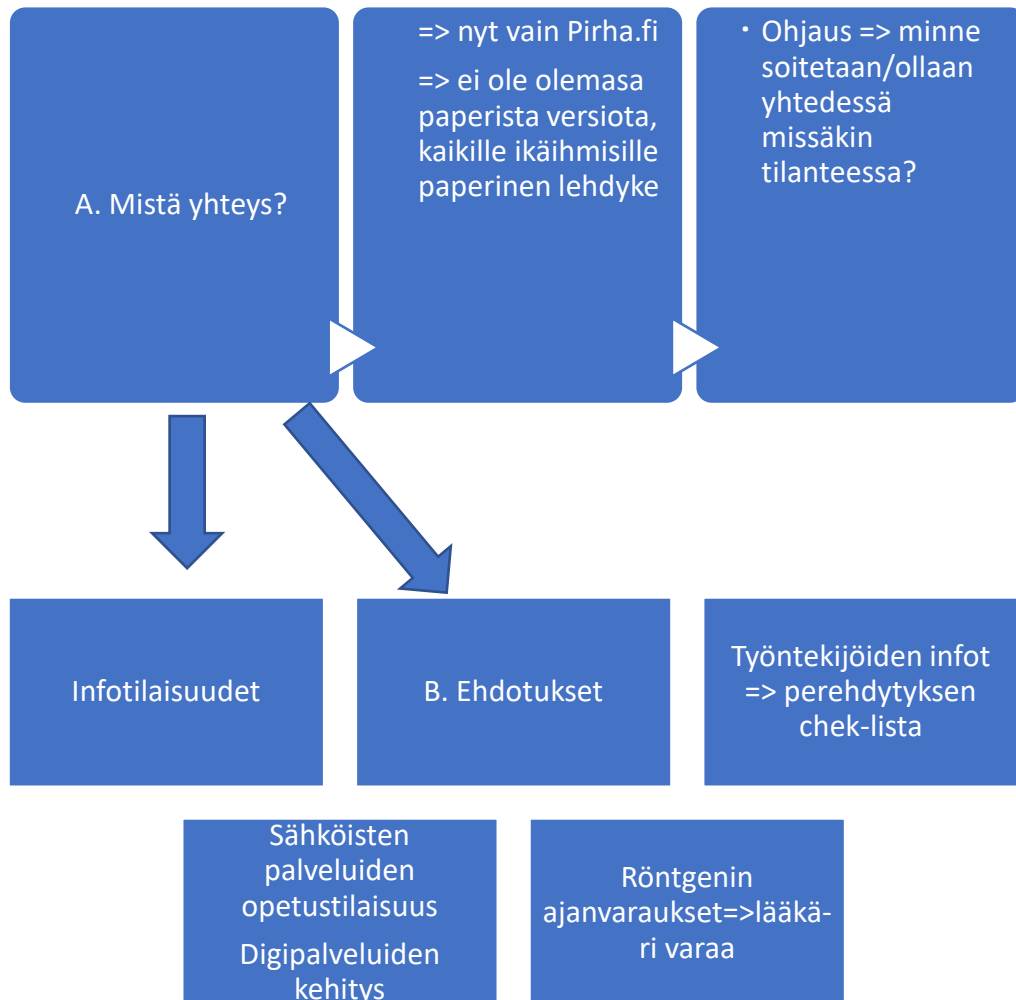 A. Mistä yhteys?
=> nyt vain Pirha.fi
=> ei ole olemasa
paperista versiota,
kaikille ikäihmisille
paperinen lehdyke
• Ohjaus => minne
soitetaan/ollaan
yhtedessä
missäkin
tilanteessa?
Infotilaisuudet
B. Ehdotukset
Työntekijöiden infot
=> perehdytyksen
chek-lista
Sähköisten
palveluiden
opetustilaisuus
Digipalveluiden
kehitys
Röntgenin
ajanvaraukset=>lääkä-
ri varaa